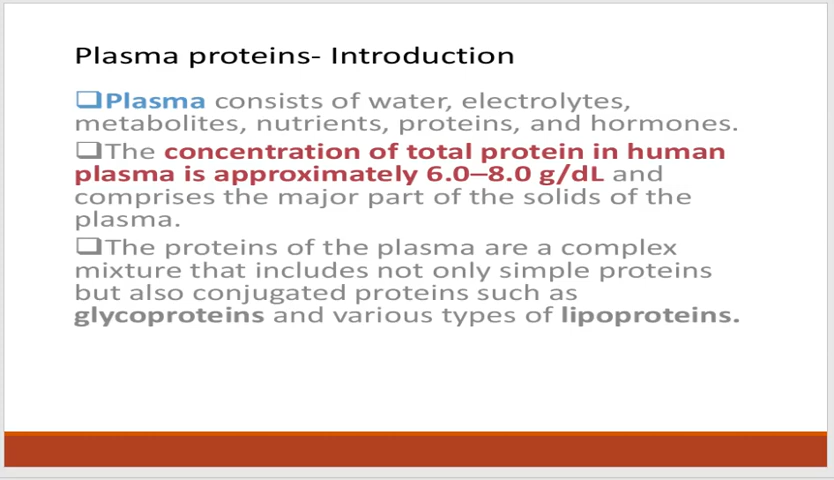 Plasma proteins- Introduction
❑Plasma consists of water, electrolytes,
metabolites, nutrients, proteins, and hormones.
❑The concentration of total protein in human
plasma is approximately 6.0–8.0 g/dL and
comprises the major part of the solids of the
plasma.
❑The proteins of the plasma are a complex
mixture that includes not only simple proteins
but also conjugated proteins such as
glycoproteins and various types of lipoproteins.